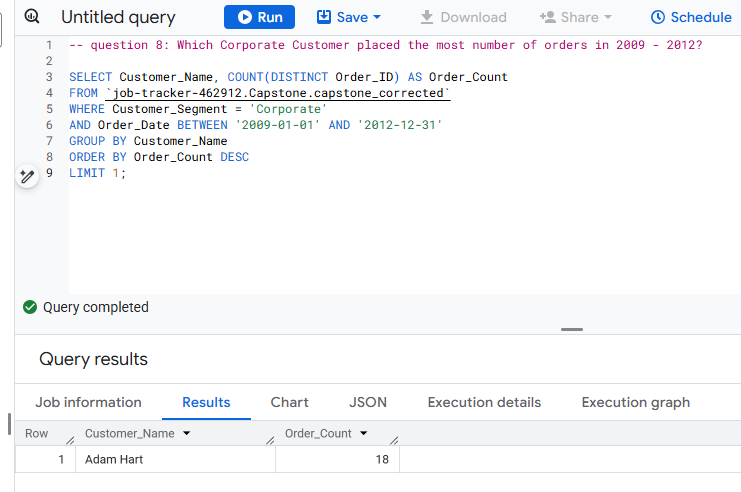 Untitled query
Run
Save
Download
Share
Schedule
1 -- question 8: Which Corporate Customer placed the most number of orders in 2009 - 2012?
2
3 SELECT Customer_Name, COUNT(DISTINCT Order_ID) AS Order_Count
4 FROM `job-tracker-462912.Capstone.capstone_corrected`
5 WHERE Customer_Segment = 'Corporate'
6 AND Order_Date BETWEEN '2009-01-01' AND '2012-12-31'
7 GROUP BY Customer_Name
8 ORDER BY Order_Count DESC
9 LIMIT 1;
Query completed
Query results
Job information
Results
Chart
JSON
Execution details
Execution graph
Row Customer_Name Order_Count
1 Adam Hart 18